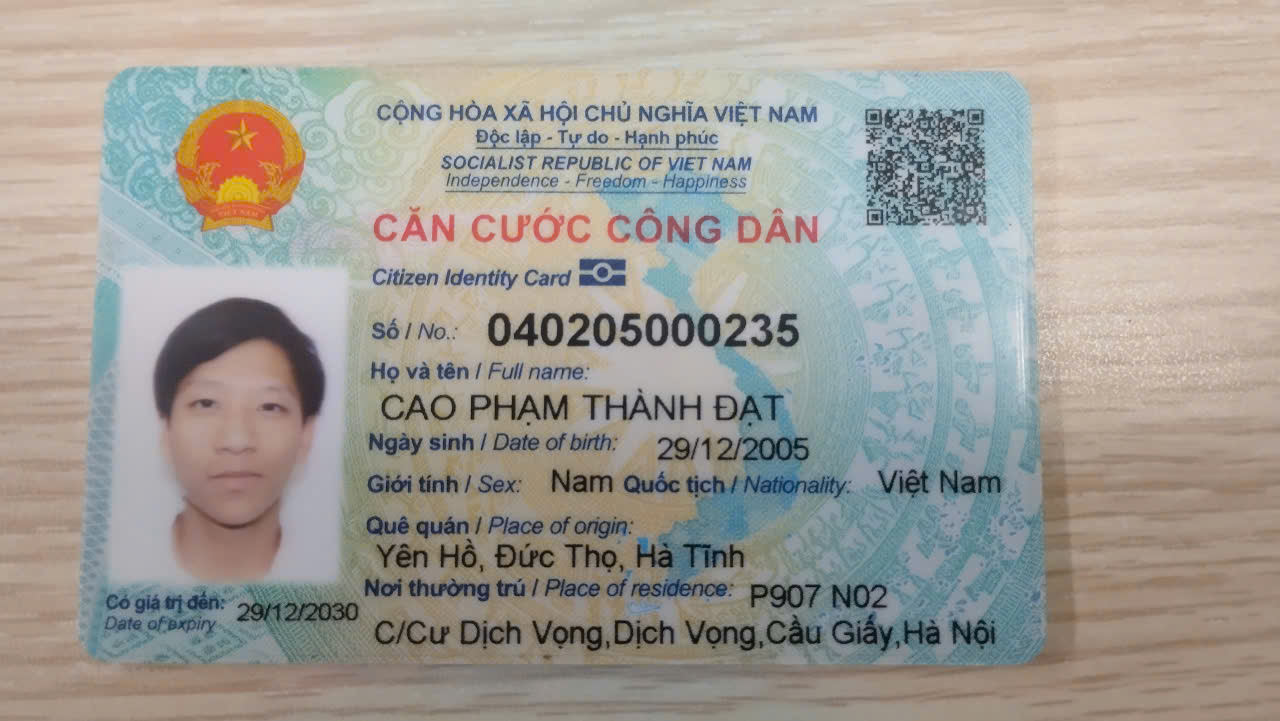 CỘNG HÒA XÃ HỘI CHỦ NGHĨA VIỆT NAM
Độc lập - Tự do - Hạnh phúc
SOCIALIST REPUBLIC OF VIET NAM
Independence - Freedom - Happiness
CĂN CƯỚC CÔNG DÂN
Citizen Identity Card
Số / No.: 040205000235
Họ và tên / Full name:
CAO PHẠM THÀNH ĐẠT
Ngày sinh / Date of birth: 29/12/2005
Giới tính / Sex: Nam Quốc tịch / Nationality: Việt Nam
Quê quán / Place of origin:
Yên Hồ, Đức Thọ, Hà Tĩnh
Nơi thường trú / Place of residence: P907 N02
C/Cư Dịch Vọng,Dịch Vọng,Cầu Giấy,Hà Nội
Có giá trị đến: 29/12/2030
Date of expiry
VIỆT NAM